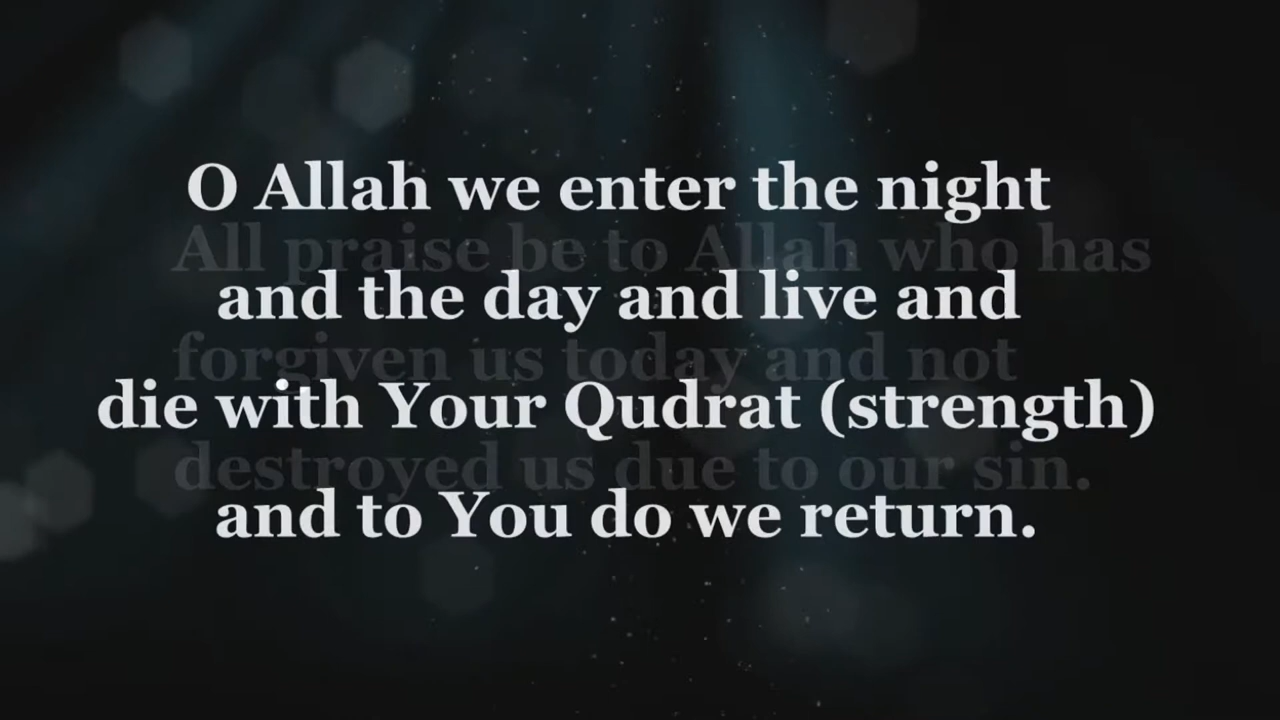 O Allah we enter the night
All praise be to Allah who has
and the day and live and
forgiven us today and not
die with Your Qudrat (strength)
destroyed us due to our sin.
and to You do we return.